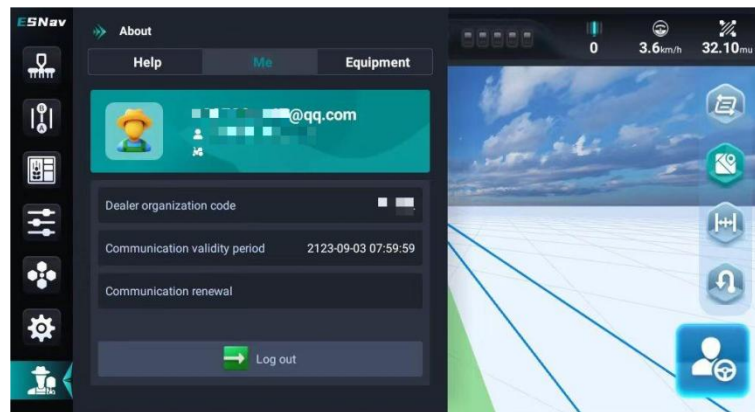 ESNav
About
Help
Me
Equipment
@qq.com
Dealer organization code
Communication validity period
2123-09-03 07:59:59
Communication renewal
Log out
0
3.6km/h
32.10mu